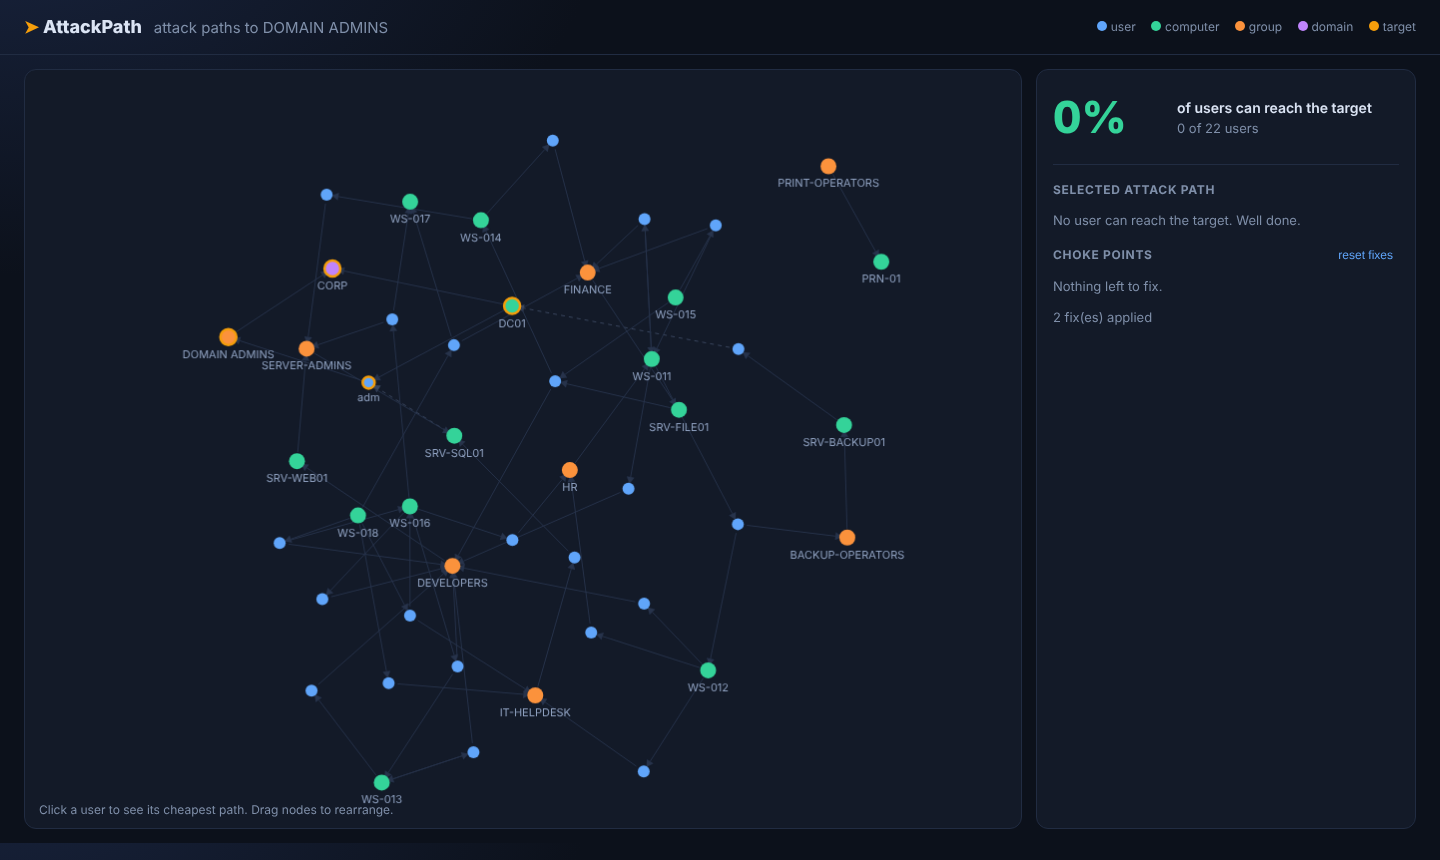 ➤ AttackPath attack paths to DOMAIN ADMINS
user computer group domain target
PRINT-OPERATORS
WS-017
WS-014
CORP
FINANCE
PRN-01
WS-015
DC01
DOMAIN ADMINS
SERVER-ADMINS
WS-011
adm
SRV-FILE01
SRV-BACKUP01
SRV-SQL01
SRV-WEB01
HR
WS-016
WS-018
BACKUP-OPERATORS
DEVELOPERS
WS-012
IT-HELPDESK
WS-013
Click a user to see its cheapest path. Drag nodes to rearrange.
0%
of users can reach the target
0 of 22 users
SELECTED ATTACK PATH
No user can reach the target. Well done.
CHOKE POINTS reset fixes
Nothing left to fix.
2 fix(es) applied